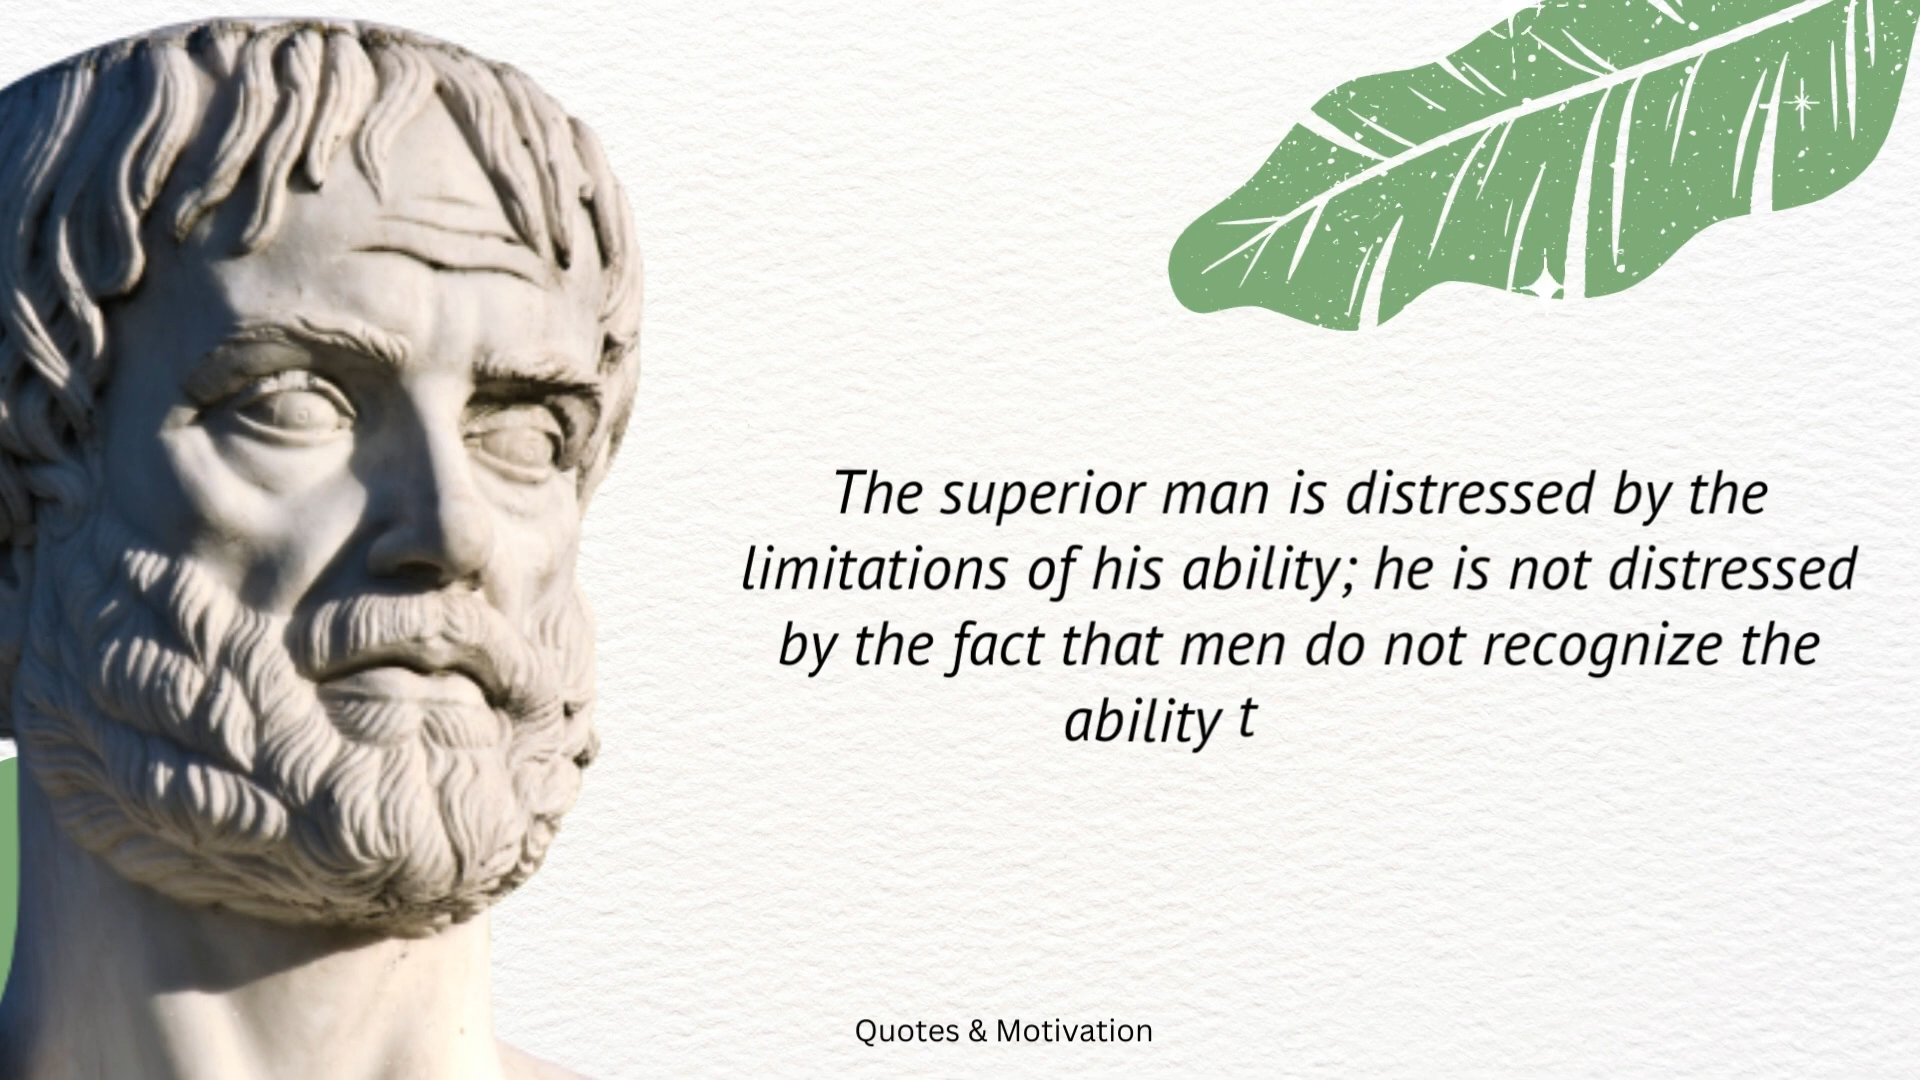 The superior man is distressed by the
limitations of his ability; he is not distressed
by the fact that men do not recognize the
ability t
Quotes & Motivation